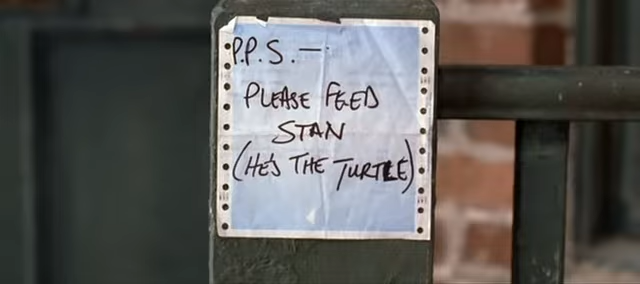 P.P.S. —
PLEASE FEED
STAN
(HE'S THE TURTLE)